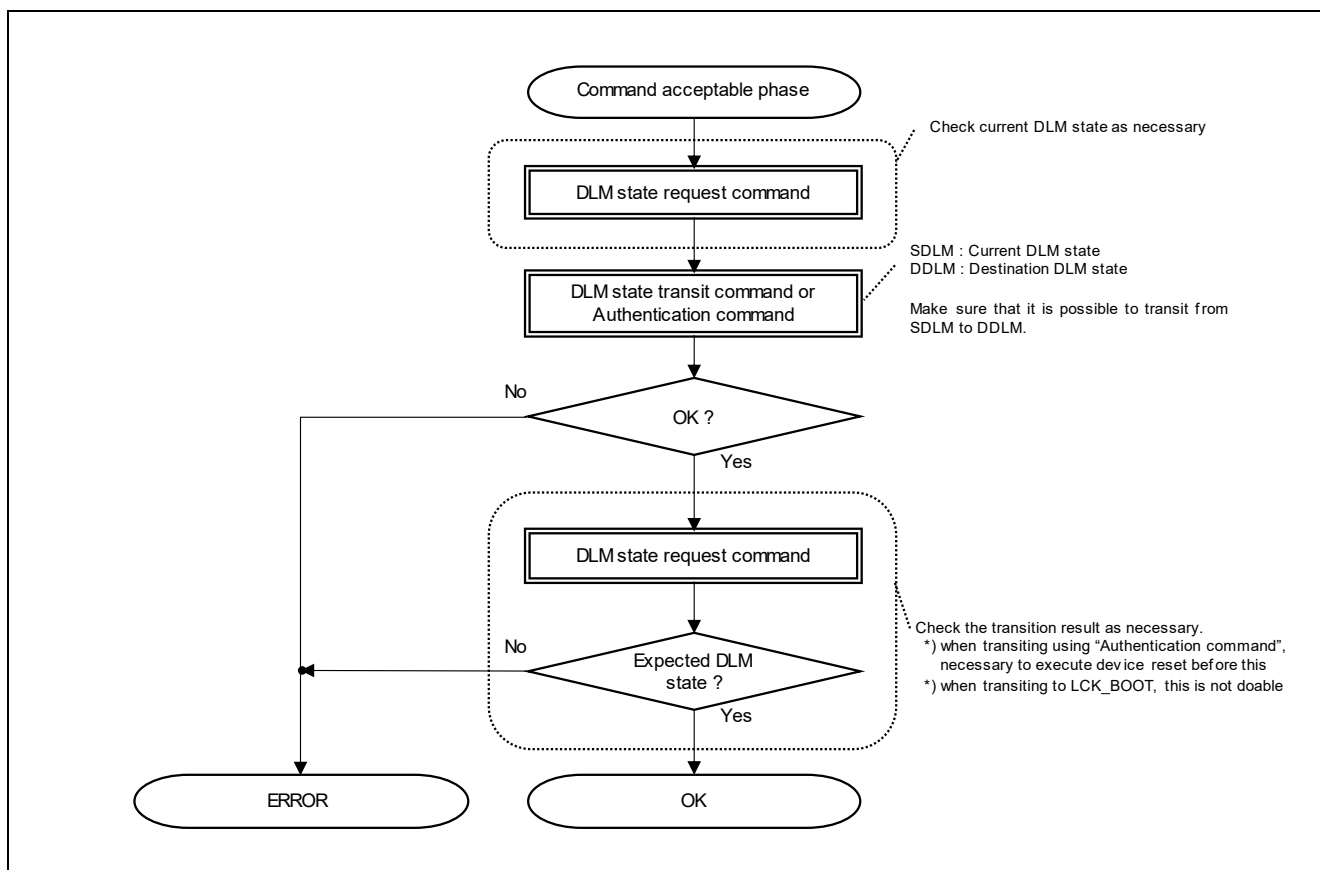 Command acceptable phase
Check current DLM state as necessary
DLM state request command
SDLM : Current DLM state
DDLM : Destination DLM state
DLM state transit command or
Authentication command
Make sure that it is possible to transit from
SDLM to DDLM.
No
OK ?
Yes
DLM state request command
Check the transition result as necessary.
*) when transiting using “Authentication command”,
necessary to execute device reset before this
*) when transiting to LCK_BOOT, this is not doable
No
Expected DLM
state ?
Yes
ERROR
OK